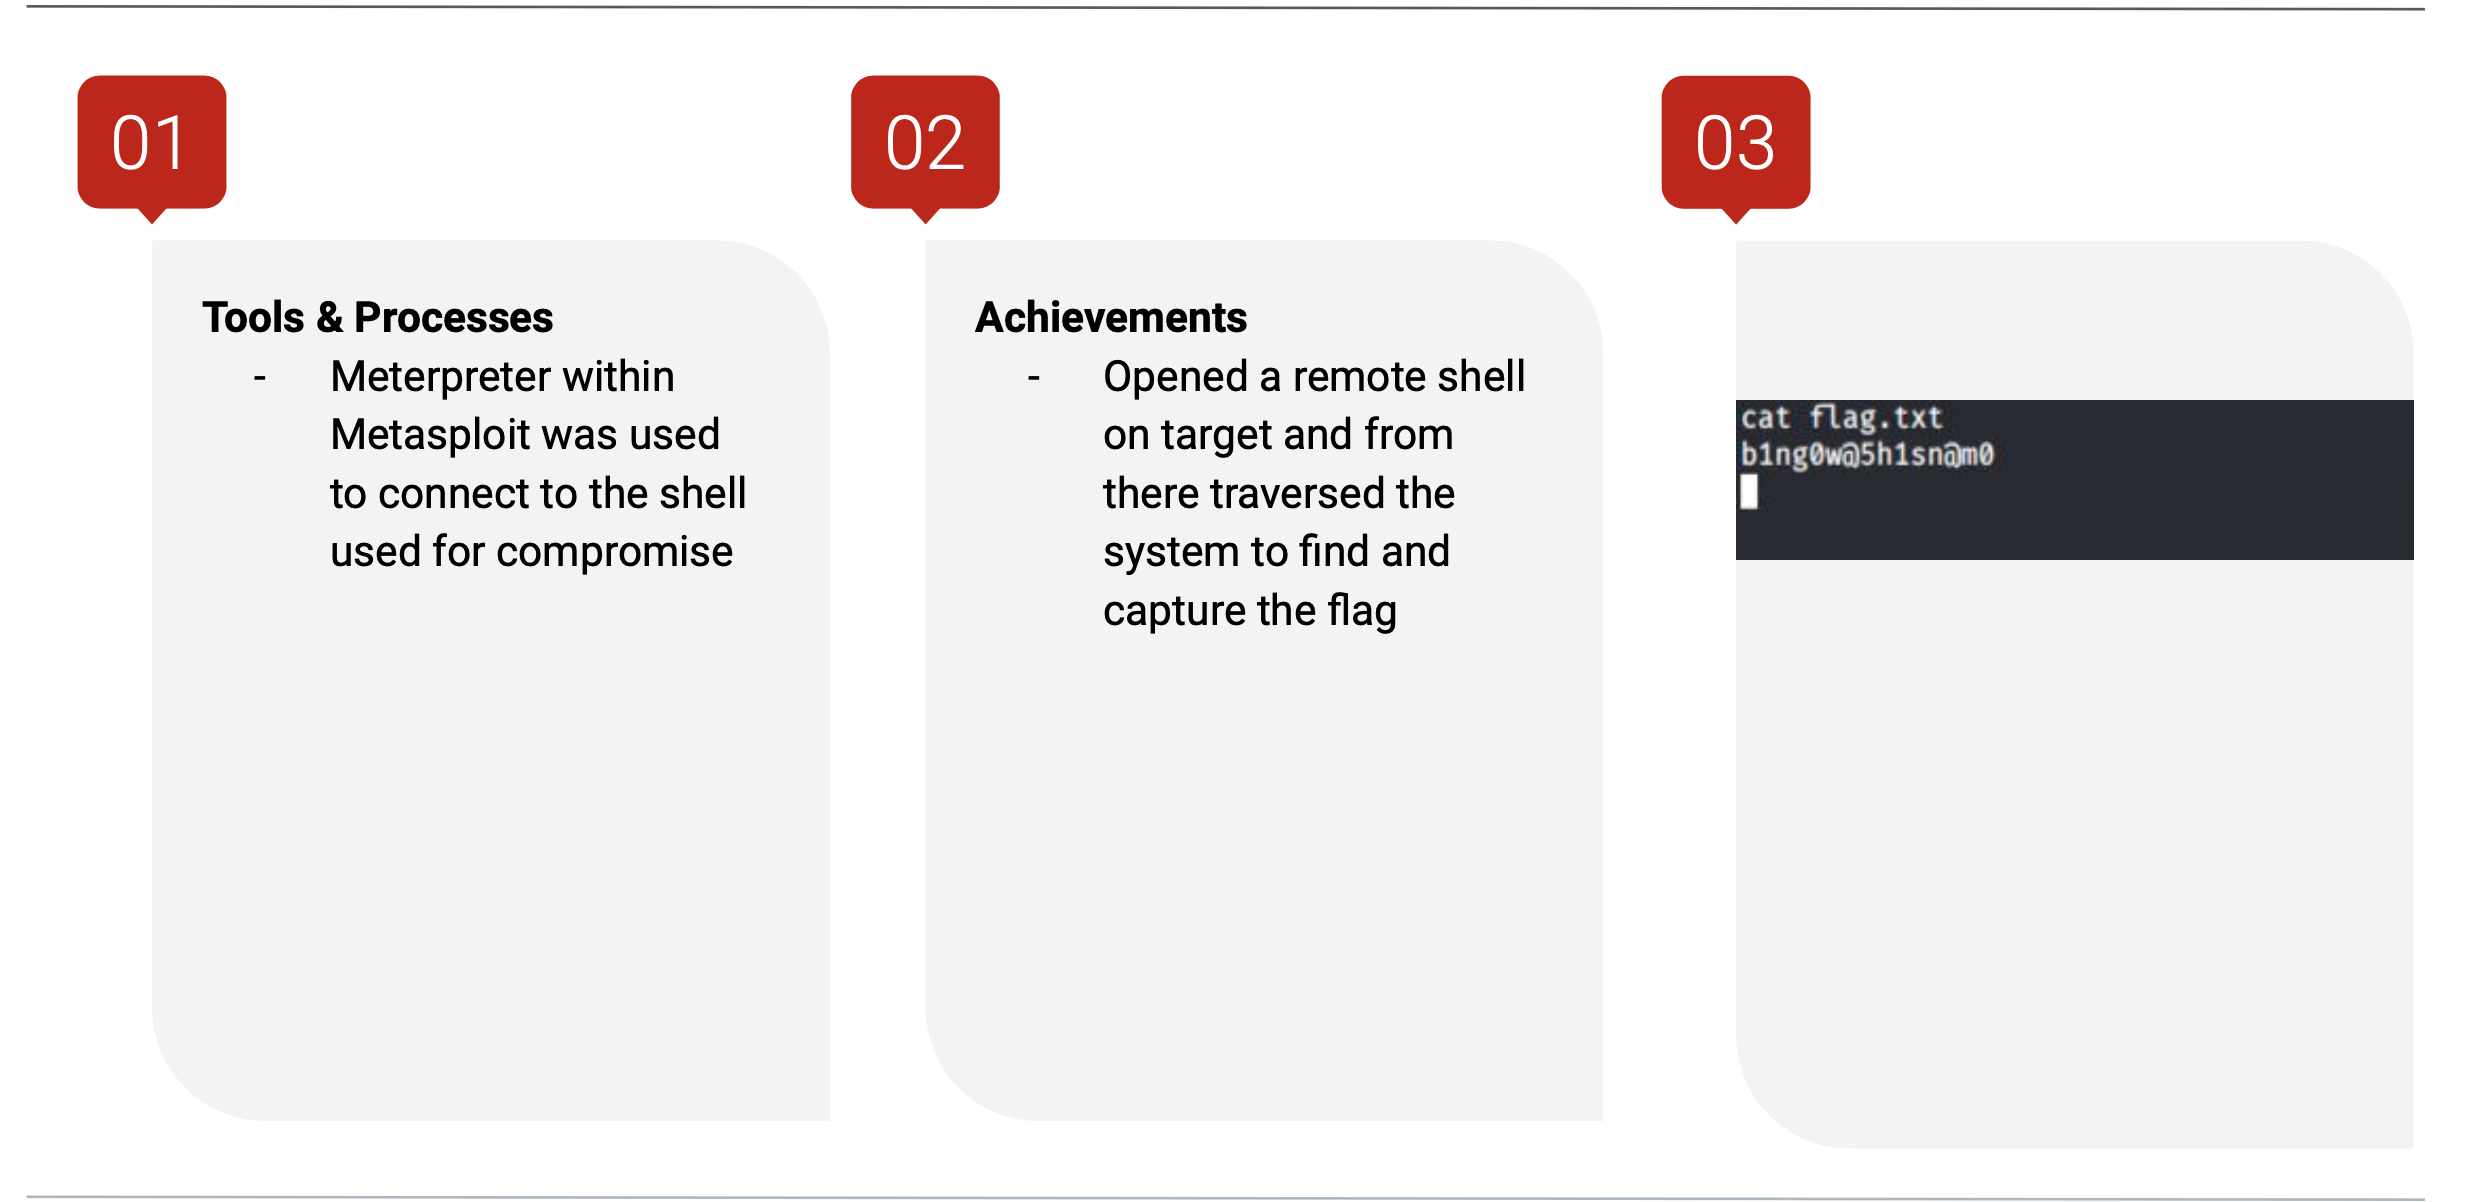 01
Tools & Processes
- Meterpreter within
Metasploit was used
to connect to the shell
used for compromise
02
Achievements
- Opened a remote shell
on target and from
there traversed the
system to find and
capture the flag
03
cat flag.txt
b1ng0w@5h1sn@m0